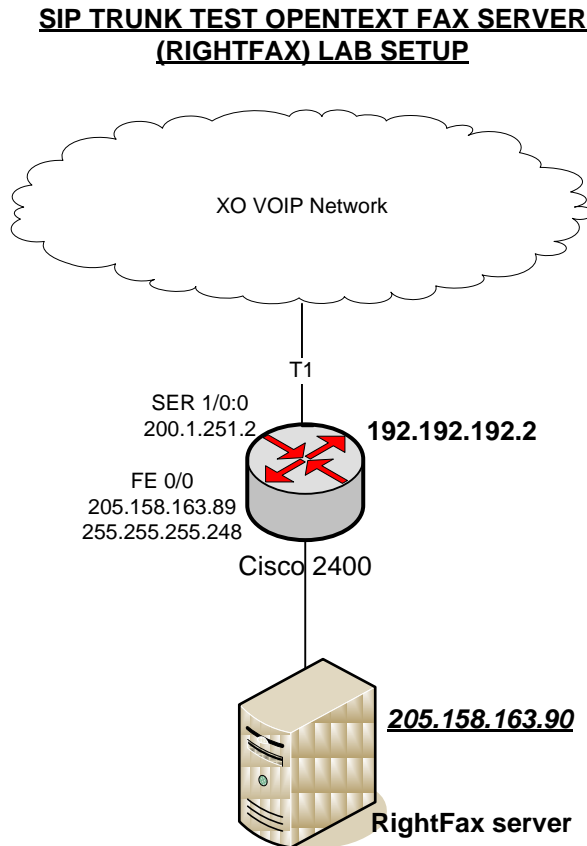 SIP TRUNK TEST OPENTEXT FAX SERVER
(RIGHTFAX) LAB SETUP
XO VOIP Network
T1
SER 1/0:0
200.1.251.2
192.192.192.2
FE 0/0
205.158.163.89
255.255.255.248
Cisco 2400
205.158.163.90
RightFax server